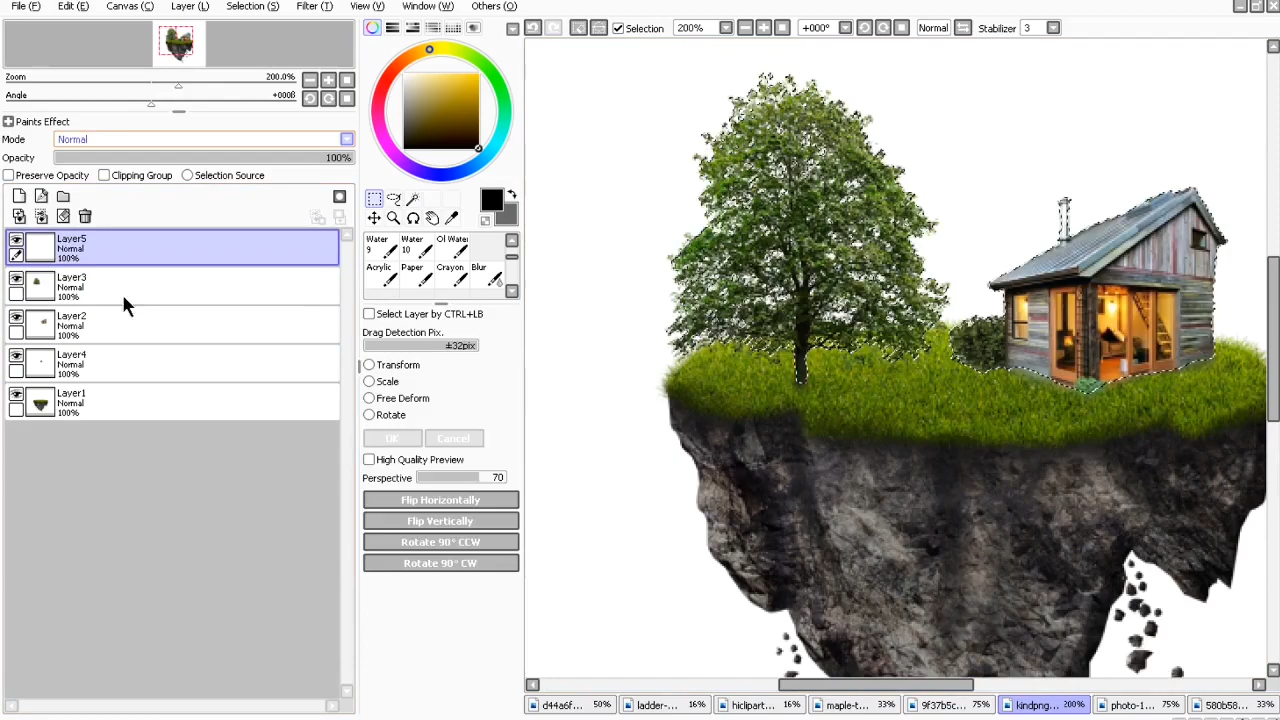 File (F) Edit (E) Canvas (C) Layer (L) Selection (S) Filter (T) View (V) Window (W) Others (O)
Selection 200% +000° Normal Stabilizer 3
Zoom 200.0%
Angle +000θ
Paints Effect
Mode Normal
Opacity 100%
Preserve Opacity Clipping Group Selection Source
Layer5
Normal
100%
Layer3
Normal
100%
Layer2
Normal
100%
Layer4
Normal
100%
Layer1
Normal
100%
Water 9 Water 10 Ol Water
Acrylic Paper Crayon Blur
Select Layer by CTRL+LB
Drag Detection Pix.
±32pix
Transform
Scale
Free Deform
Rotate
OK Cancel
High Quality Preview
Perspective 70
Flip Horizontally
Flip Vertically
Rotate 90° CCW
Rotate 90° CW
d44a6f... 50% ladder-... 16% hiclipart... 16% maple-t... 33% 9f37b5c... 75% kindpng... 200% photo-1... 75% 580b58... 33%